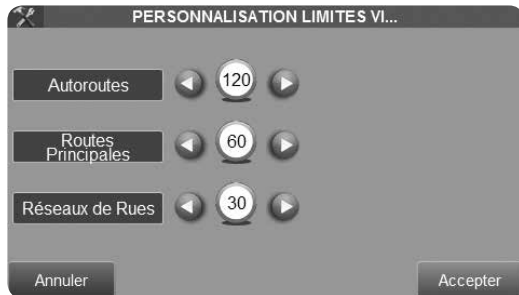 PERSONNALISATION LIMITES VI...
Autoroutes
120
Routes
Principales
60
Réseaux de Rues
30
Annuler
Accepter